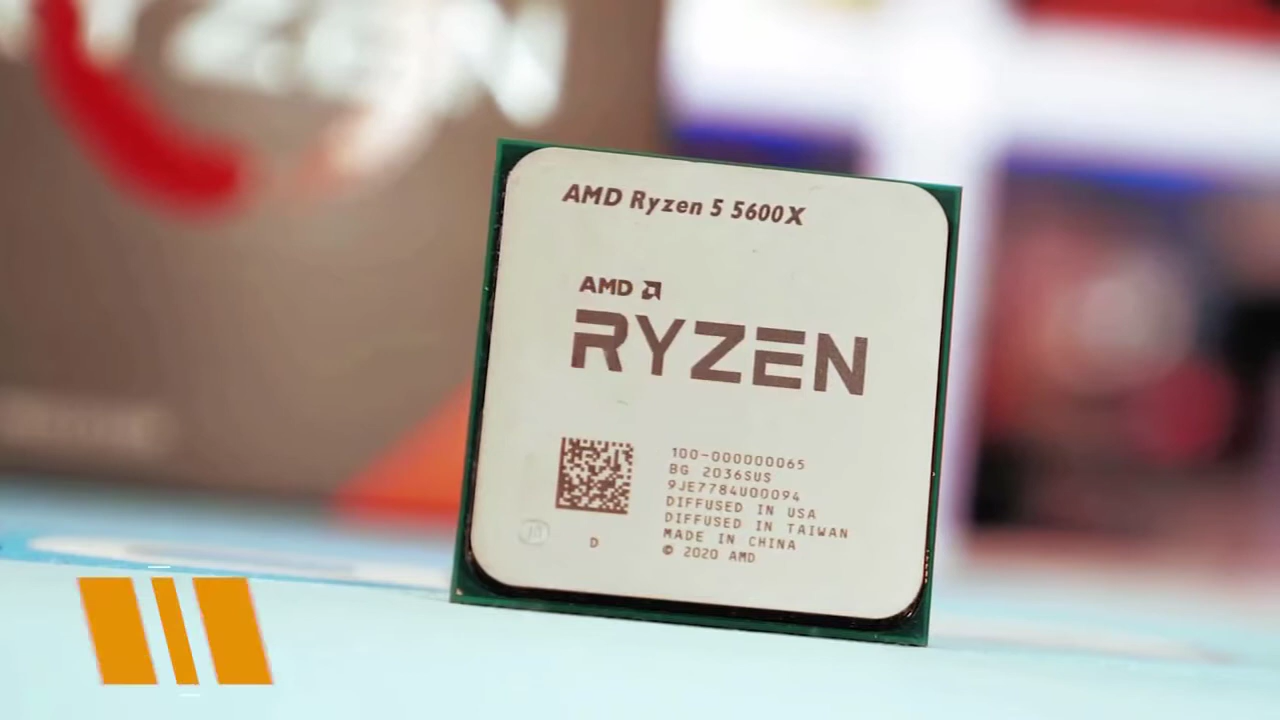 AMD Ryzen 5 5600X
AMD
RYZEN
100-000000065
BG 2036SUS
9JE7784U00094
DIFFUSED IN USA
DIFFUSED IN TAIWAN
MADE IN CHINA
© 2020 AMD
D